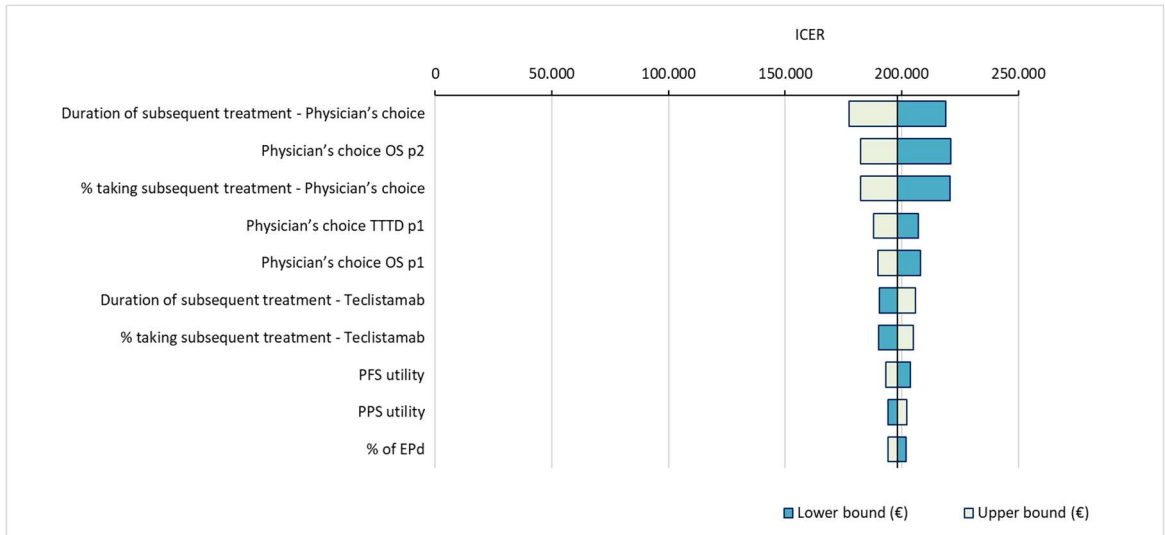 ICER
0 50.000 100.000 150.000 200.000 250.000
Duration of subsequent treatment - Physician’s choice
Physician’s choice OS p2
% taking subsequent treatment - Physician’s choice
Physician’s choice TTTD p1
Physician’s choice OS p1
Duration of subsequent treatment - Teclistamab
% taking subsequent treatment - Teclistamab
PFS utility
PPS utility
% of EPd
Lower bound (€) Upper bound (€)